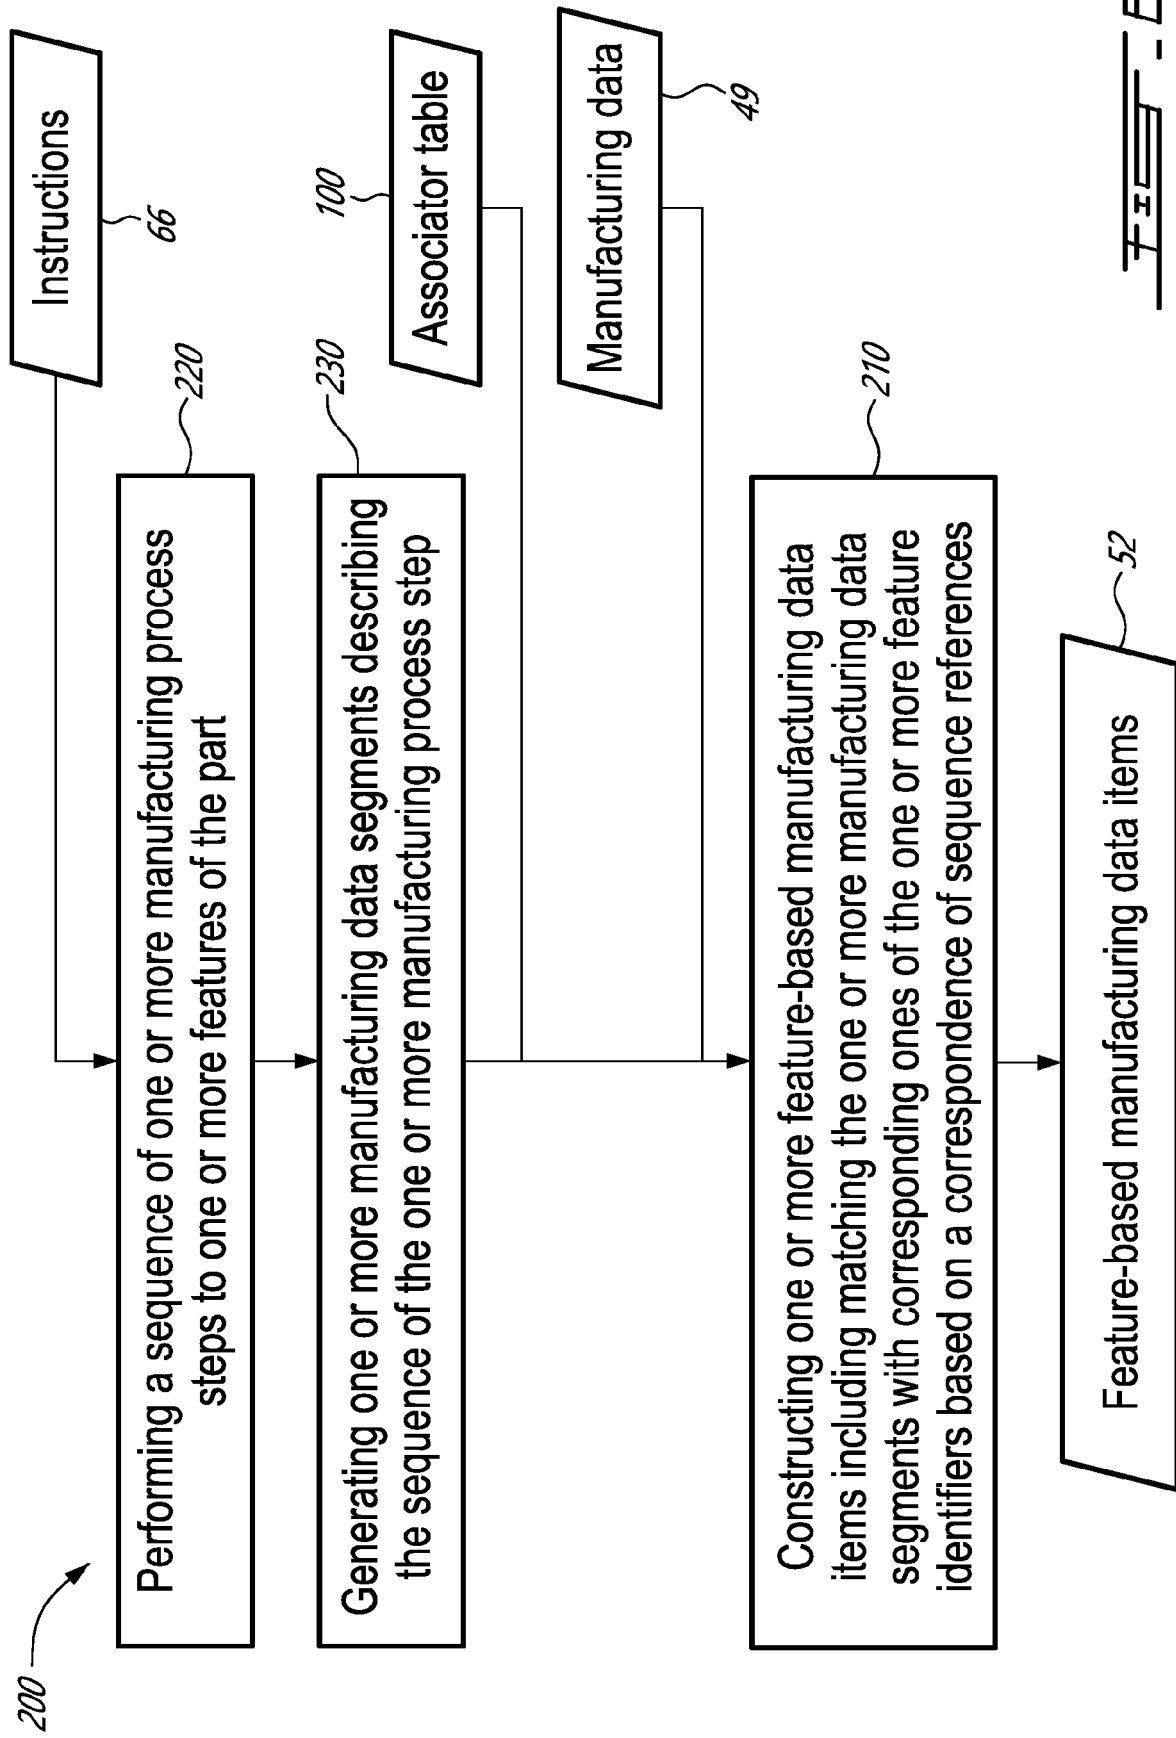 200
Instructions
66
Performing a sequence of one or more manufacturing process
steps to one or more features of the part
220
Generating one or more manufacturing data segments describing
the sequence of the one or more manufacturing process step
230
Associator table
100
Manufacturing data
49
Constructing one or more feature-based manufacturing data
items including matching the one or more manufacturing data
segments with corresponding ones of the one or more feature
identifiers based on a correspondence of sequence references
210
Feature-based manufacturing data items
52